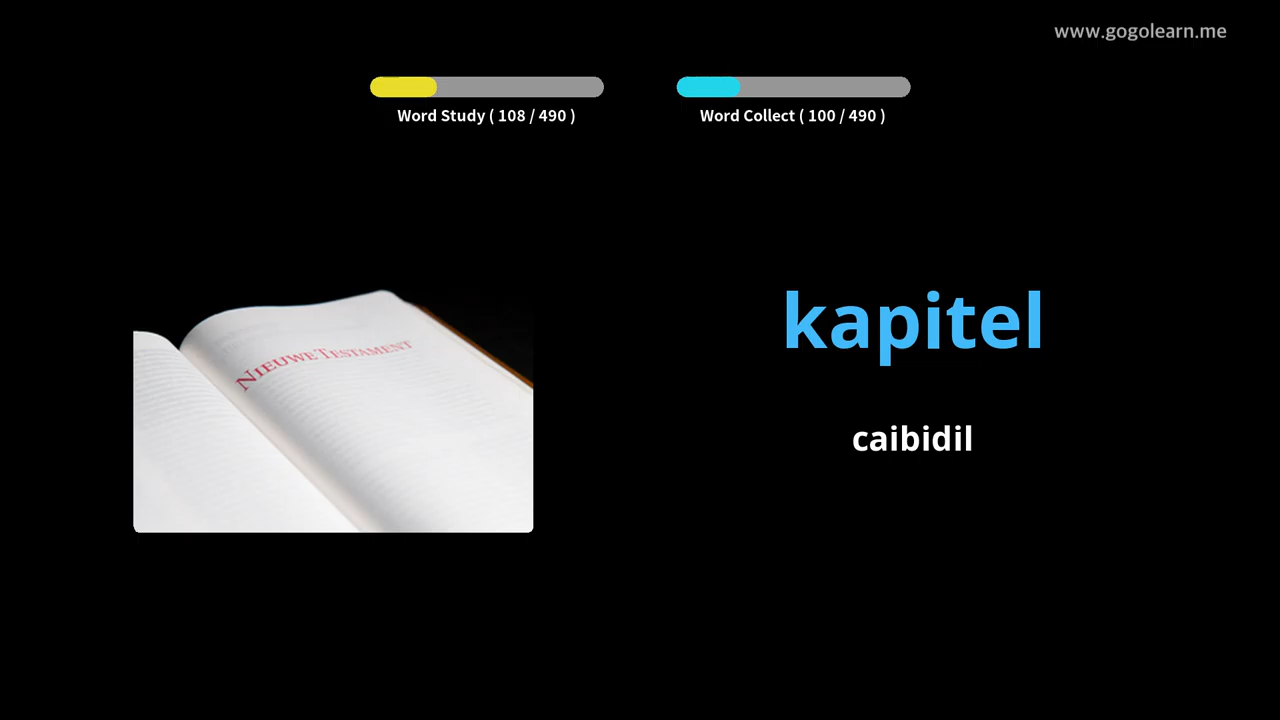 www.gogolearn.me
Word Study ( 108 / 490 )
Word Collect ( 100 / 490 )
kapitel
NIEUWE TESTAMENT
caibidil